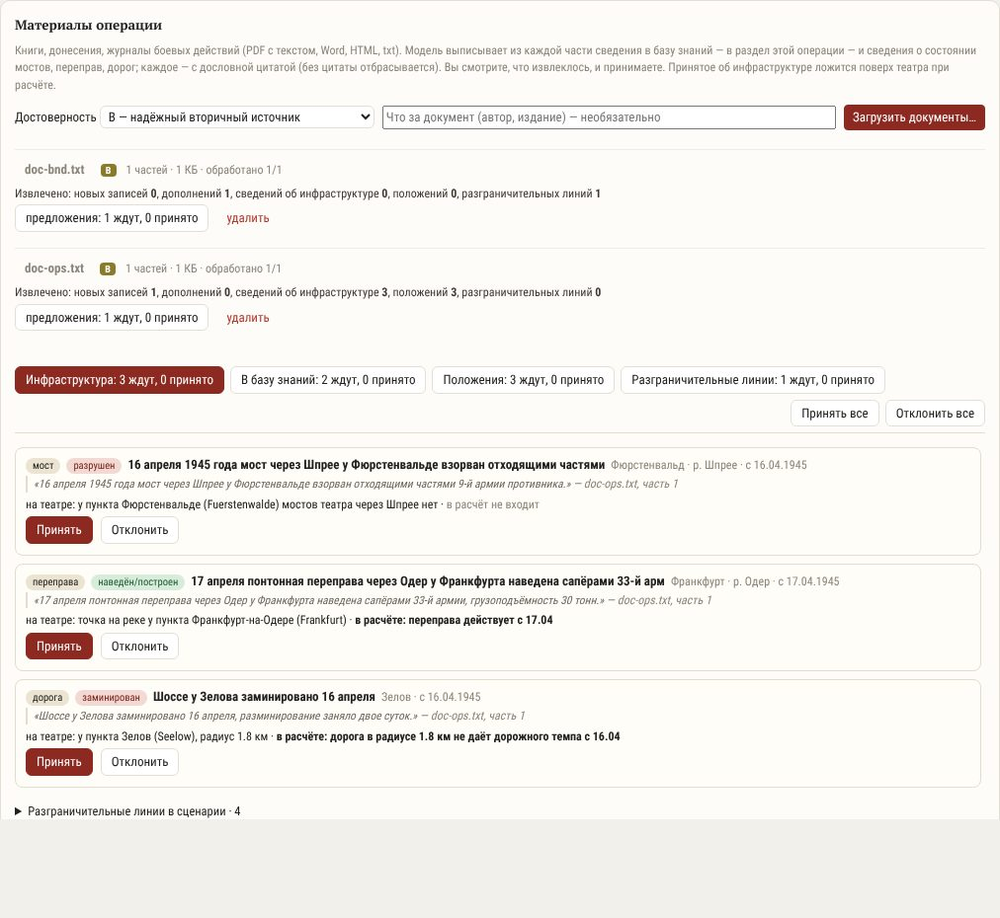 Материалы операции
Книги, донесения, журналы боевых действий (PDF с текстом, Word, HTML, txt). Модель выписывает из каждой части сведения в базу знаний — в раздел этой операции — и сведения о состоянии
мостов, переправ, дорог; каждое — с дословной цитатой (без цитаты отбрасывается). Вы смотрите, что извлеклось, и принимаете. Принятое об инфраструктуре ложится поверх театра при
расчёте.
Достоверность B — надёжный вторичный источник Что за документ (автор, издание) — необязательно Загрузить документы…
doc-bnd.txt B 1 частей · 1 КБ · обработано 1/1
Извлечено: новых записей 0, дополнений 1, сведений об инфраструктуре 0, положений 0, разграничительных линий 1
предложения: 1 ждут, 0 принято удалить
doc-ops.txt B 1 частей · 1 КБ · обработано 1/1
Извлечено: новых записей 1, дополнений 0, сведений об инфраструктуре 3, положений 3, разграничительных линий 0
предложения: 1 ждут, 0 принято удалить
Инфраструктура: 3 ждут, 0 принято В базу знаний: 2 ждут, 0 принято Положения: 3 ждут, 0 принято Разграничительные линии: 1 ждут, 0 принято
Принять все Отклонить все
мост разрушен 16 апреля 1945 года мост через Шпрее у Фюрстенвальде взорван отходящими частями Фюрстенвальд · р. Шпрее · с 16.04.1945
«16 апреля 1945 года мост через Шпрее у Фюрстенвальде взорван отходящими частями 9-й армии противника.» — doc-ops.txt, часть 1
на театре: у пункта Фюрстенвальде (Fuerstenwalde) мостов театра через Шпрее нет · в расчёт не входит
Принять Отклонить
переправа наведён/построен 17 апреля понтонная переправа через Одер у Франкфурта наведена сапёрами 33-й арм Франкфурт · р. Одер · с 17.04.1945
«17 апреля понтонная переправа через Одер у Франкфурта наведена сапёрами 33-й армии, грузоподъёмность 30 тонн.» — doc-ops.txt, часть 1
на театре: точка на реке у пункта Франкфурт-на-Одере (Frankfurt) · в расчёте: переправа действует с 17.04
Принять Отклонить
дорога заминирован Шоссе у Зелова заминировано 16 апреля Зелов · с 16.04.1945
«Шоссе у Зелова заминировано 16 апреля, разминирование заняло двое суток.» — doc-ops.txt, часть 1
на театре: у пункта Зелов (Seelow), радиус 1.8 км · в расчёте: дорога в радиусе 1.8 км не даёт дорожного темпа с 16.04
Принять Отклонить
▶ Разграничительные линии в сценарии · 4